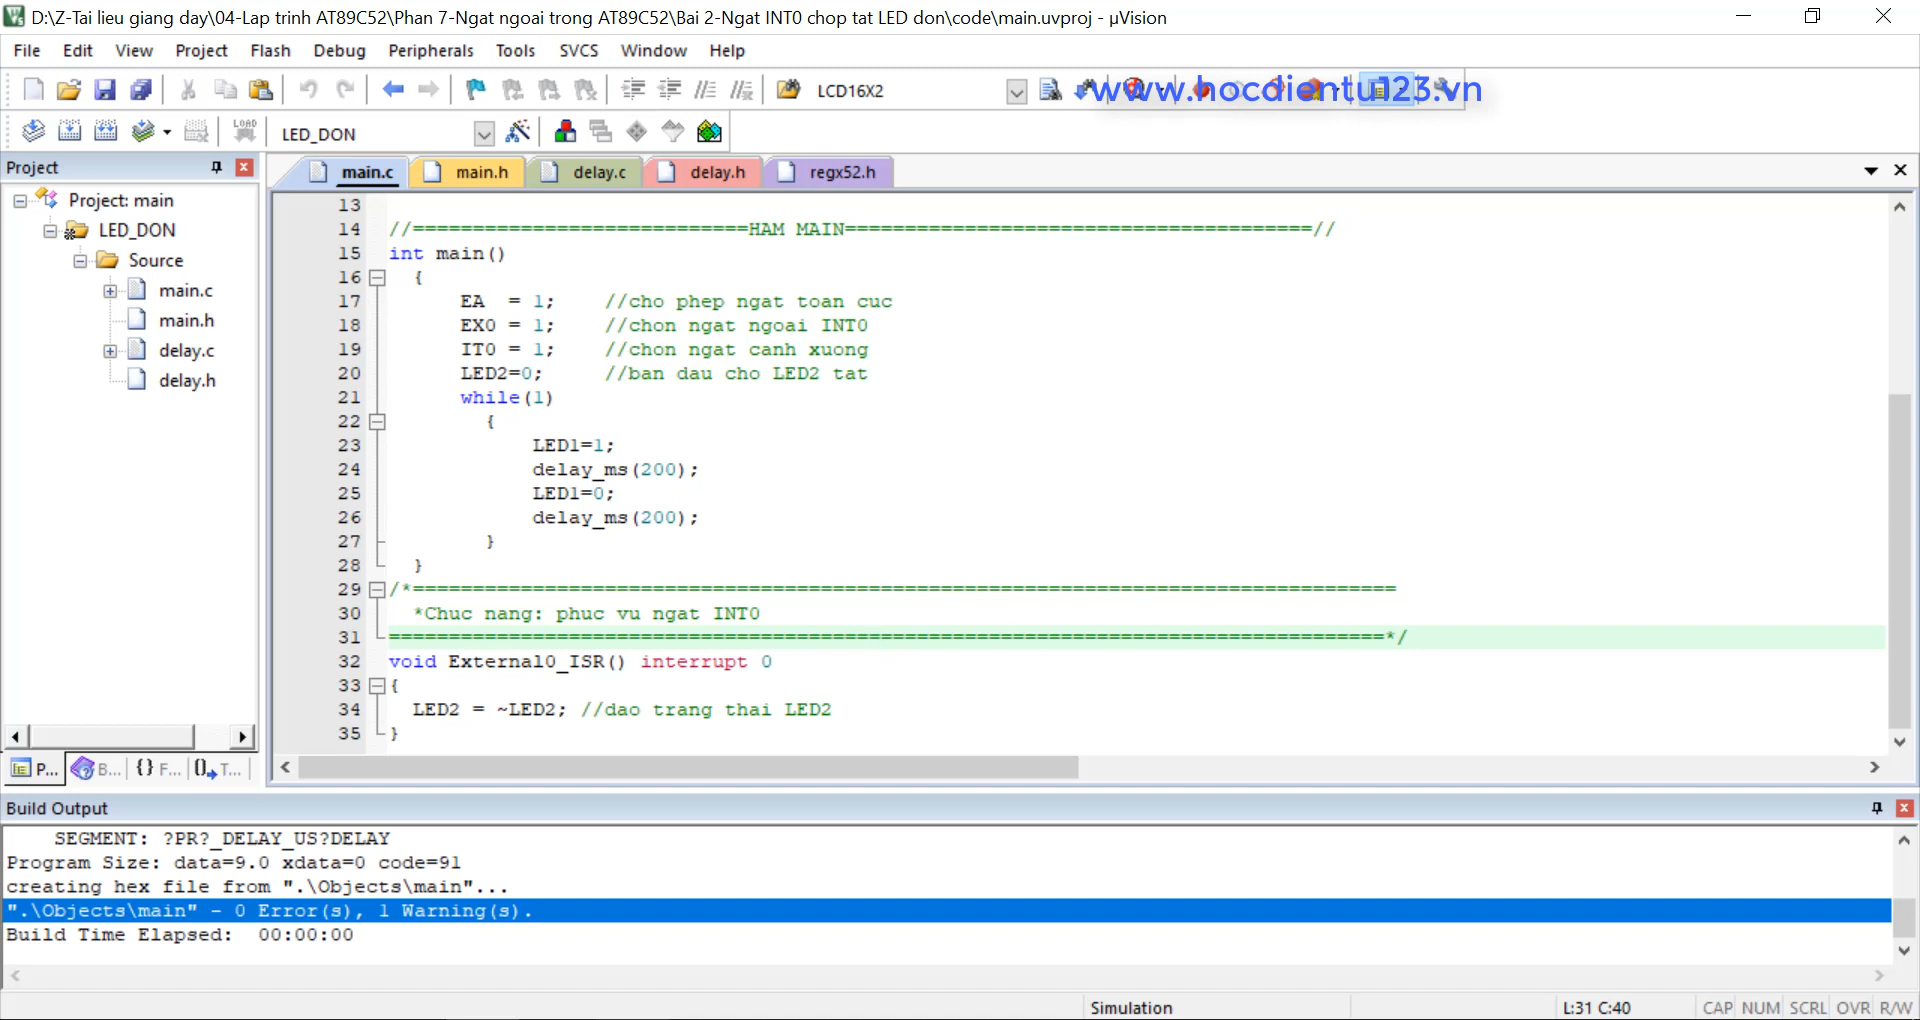 D:\Z-Tai lieu giang day\04-Lap trinh AT89C52\Phan 7-Ngat ngoai trong AT89C52\Bai 2-Ngat INT0 chop tat LED don\code\main.uvproj - µVision
File Edit View Project Flash Debug Peripherals Tools SVCS Window Help
LCD16X2
www.hocdientu123.vn
LOAD
LED_DON
Project
main.c main.h delay.c delay.h regx52.h
Project: main
LED_DON
Source
main.c
main.h
delay.c
delay.h
P... B... {} F... T...
13
14 //============================HAM MAIN=======================================//
15 int main()
16 {
17 EA  = 1; //cho phep ngat toan cuc
18 EX0 = 1; //chon ngat ngoai INT0
19 IT0 = 1; //chon ngat canh xuong
20 LED2=0; //ban dau cho LED2 tat
21 while(1)
22 {
23 LED1=1;
24 delay_ms(200);
25 LED1=0;
26 delay_ms(200);
27 }
28 }
29 /*==================================================================================
30 *Chuc nang: phuc vu ngat INT0
31 ===================================================================================*/
32 void External0_ISR() interrupt 0
33 {
34 LED2 = ~LED2; //dao trang thai LED2
35 }
Build Output
SEGMENT: ?PR?_DELAY_US?DELAY
Program Size: data=9.0 xdata=0 code=91
creating hex file from ".\Objects\main"...
".\Objects\main" - 0 Error(s), 1 Warning(s).
Build Time Elapsed:  00:00:00
Simulation L:31 C:40 CAP NUM SCRL OVR R/W